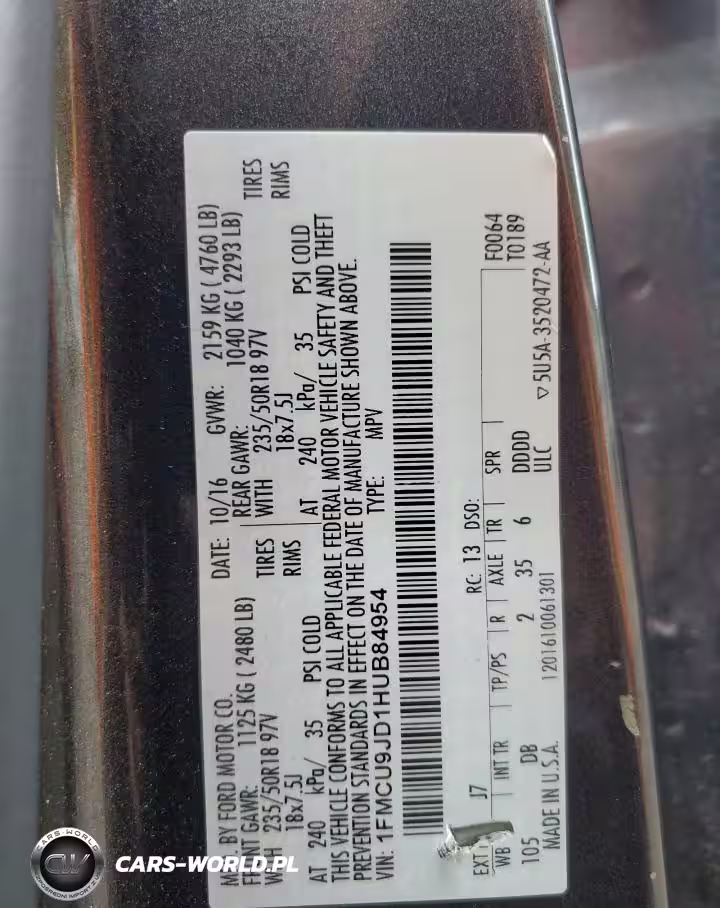 MFD. BY FORD MOTOR CO.
DATE: 10/16 GVWR: 2159 KG ( 4760 LB)
FRONT GAWR: 1125 KG ( 2480 LB) REAR GAWR: 1040 KG ( 2293 LB)
WITH 235/50R18 97V TIRES WITH 235/50R18 97V TIRES
18x7.5J RIMS 18x7.5J RIMS
AT 240 kPa/ 35 PSI COLD AT 240 kPa/ 35 PSI COLD
THIS VEHICLE CONFORMS TO ALL APPLICABLE FEDERAL MOTOR VEHICLE SAFETY AND THEFT
PREVENTION STANDARDS IN EFFECT ON THE DATE OF MANUFACTURE SHOWN ABOVE.
VIN: 1FMCU9JD1HUB84954 TYPE: MPV
EXT J7 RC: 13 DSO:
WB INT TR TP/PS R AXLE TR SPR F0064
105 DB 2 35 6 DDDD T0189
ULC
MADE IN U.S.A. 1201610061301 ▽5U5A-3520472-AA
CARS-WORLD
CW
CARS-WORLD.PL